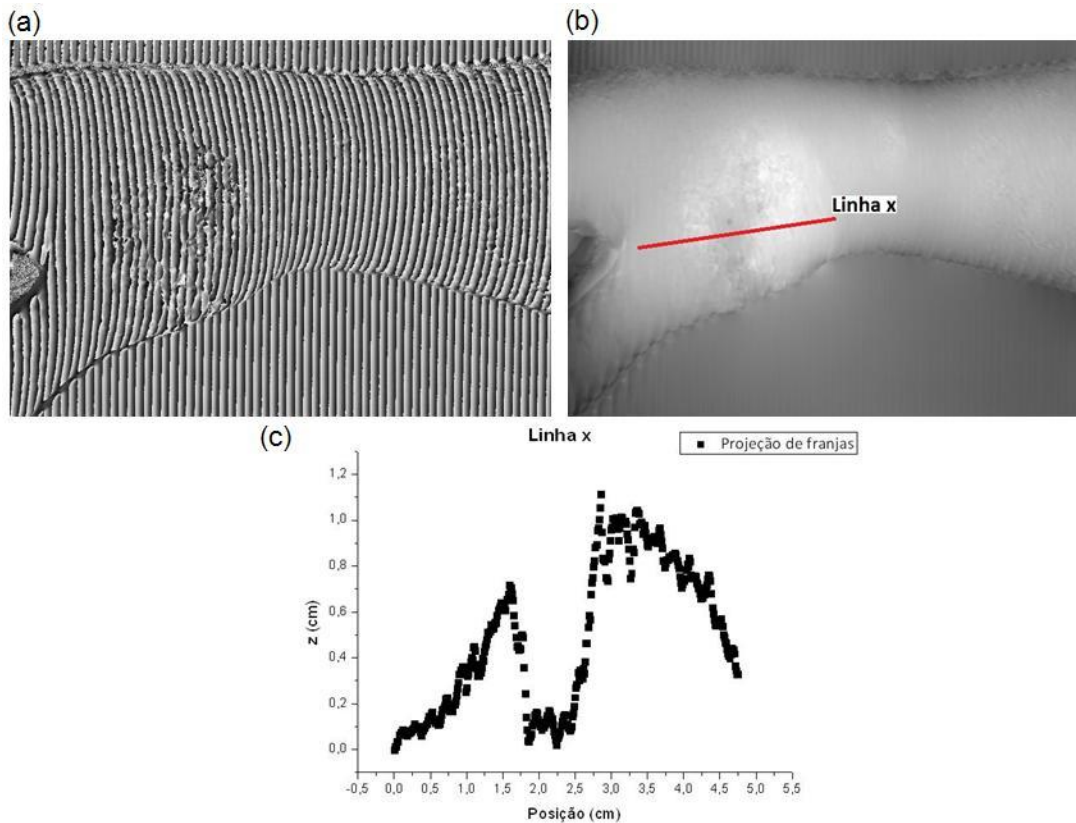 (a)
(b)
Linha x
(c)
Linha x
Projeção de franjas
1,2
1,0
0,8
0,6
0,4
0,2
0,0
z (cm)
-0,5 0,0 0,5 1,0 1,5 2,0 2,5 3,0 3,5 4,0 4,5 5,0 5,5
Posição (cm)